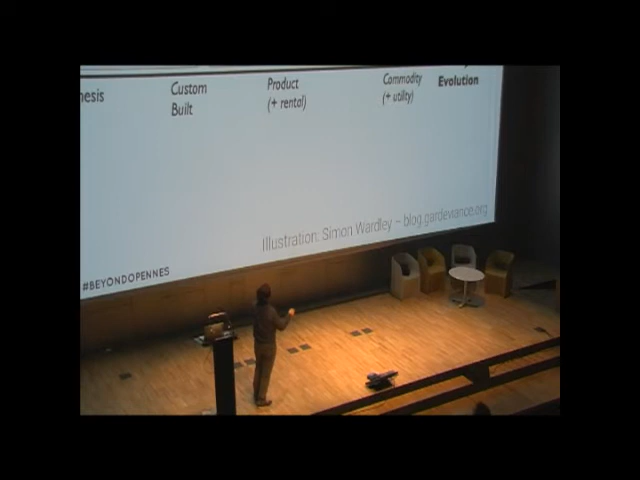 nesis
Custom
Built
Product
(+ rental)
Commodity
(+ utility)
Evolution
Illustration: Simon Wardley – blog.gardeviance.org
#BEYONDOPENNES